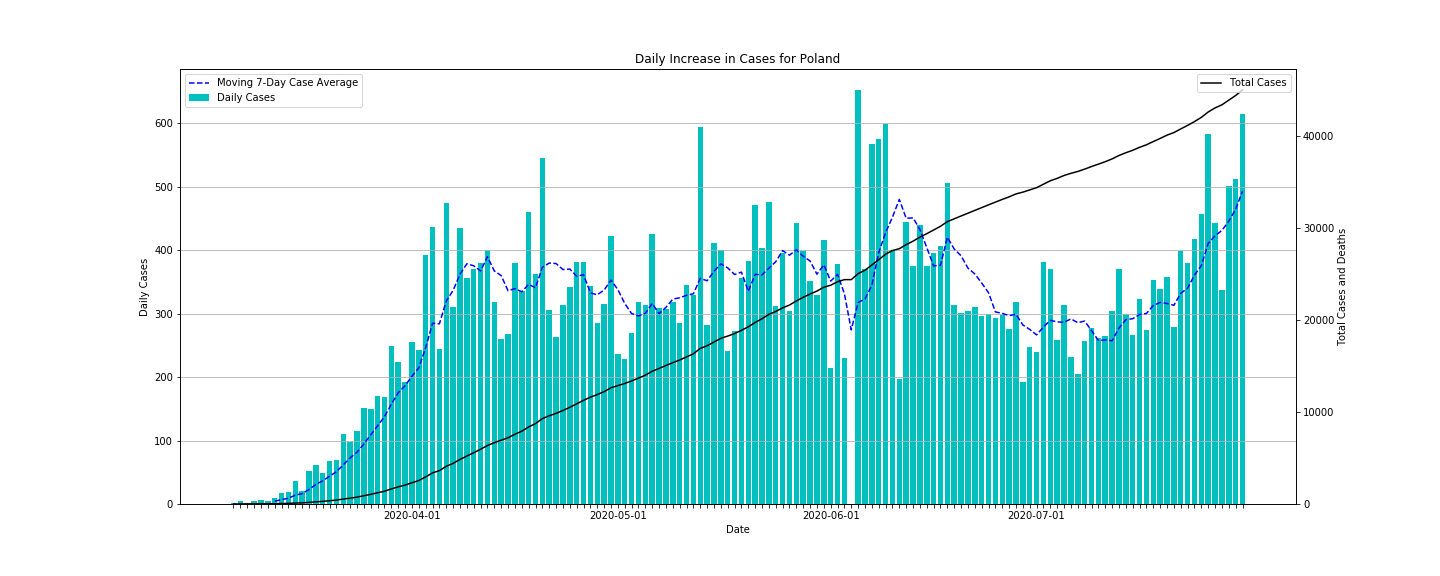 Daily Increase in Cases for Poland
Moving 7-Day Case Average
Daily Cases
Total Cases
600
500
400
300
200
100
0
Daily Cases
40000
30000
20000
10000
0
Total Cases and Deaths
2020-04-01
2020-05-01
2020-06-01
2020-07-01
Date